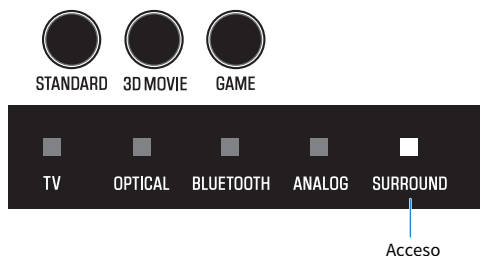 STANDARD 3D MOVIE GAME
TV OPTICAL BLUETOOTH ANALOG SURROUND
Acceso